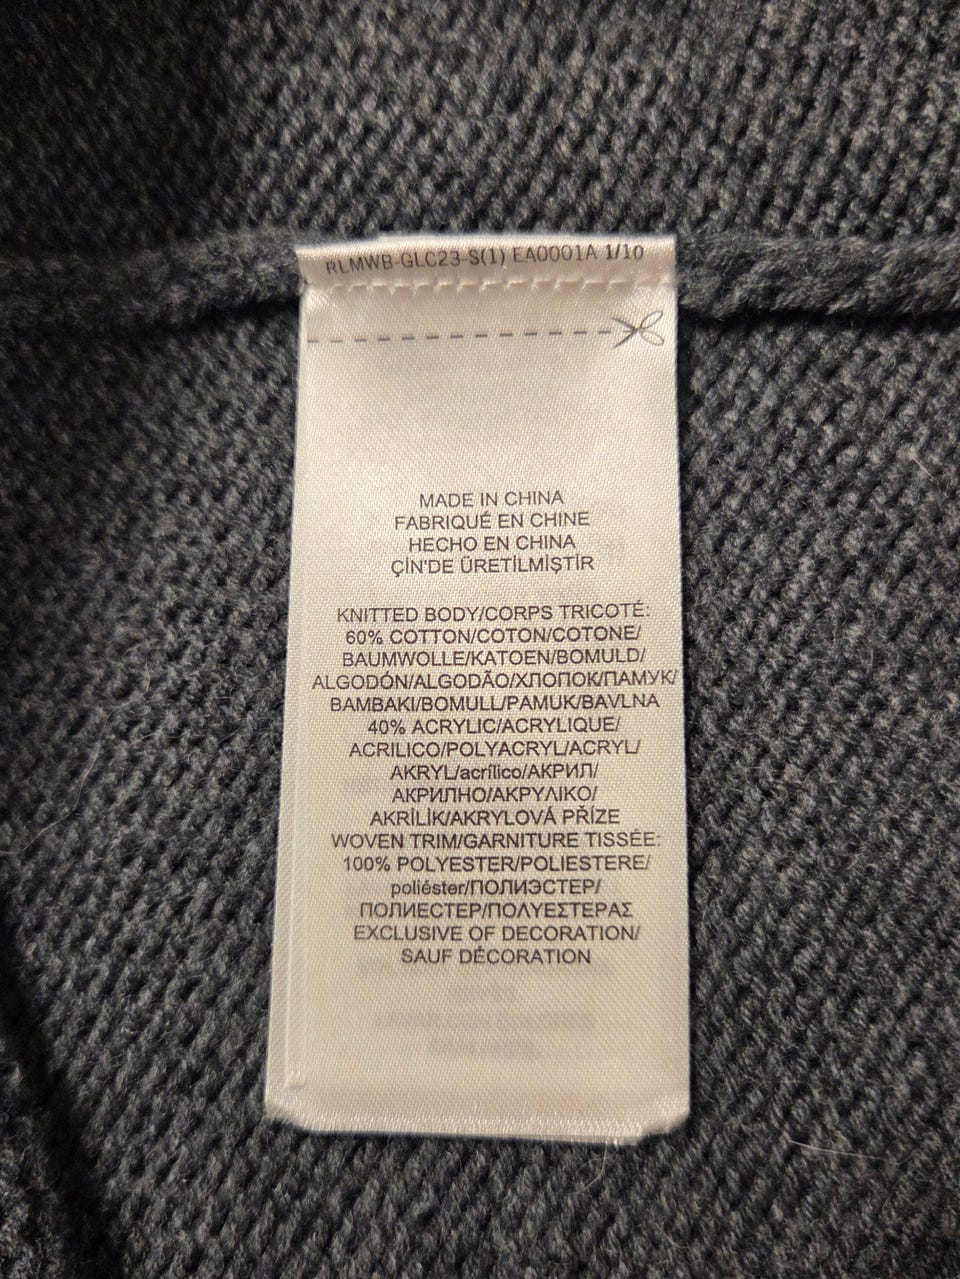 RLMWB-GLC23-S(1) EA0001A 1/10
MADE IN CHINA
FABRIQUÉ EN CHINE
HECHO EN CHINA
ÇİN'DE ÜRETİLMİŞTİR
KNITTED BODY/CORPS TRICOTÉ:
60% COTTON/COTON/COTONE/
BAUMWOLLE/KATOEN/BOMULD/
ALGODÓN/ALGODÃO/ХЛОПОК/ПАМУК/
ΒΑΜΒΑΚΙ/BOMULL/PAMUK/BAVLNA
40% ACRYLIC/ACRYLIQUE/
ACRILICO/POLYACRYL/ACRYL/
AKRYL/acrílico/АКРИЛ/
АКРИЛНО/ΑΚΡΥΛΙΚΟ/
AKRİLİK/AKRYLOVÁ PŘÍZE
WOVEN TRIM/GARNITURE TISSÉE:
100% POLYESTER/POLIESTERE/
poliéster/ПОЛИЭСТЕР/
ПОЛИЕСТЕР/ΠΟΛΥΕΣΤΕΡΑΣ
EXCLUSIVE OF DECORATION/
SAUF DÉCORATION